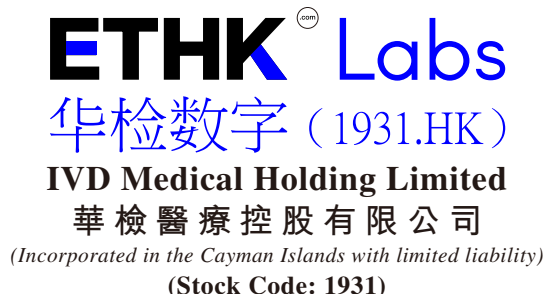 ETHK .com Labs
华检数字（1931.HK）
IVD Medical Holding Limited
華檢醫療控股有限公司
(Incorporated in the Cayman Islands with limited liability)
(Stock Code: 1931)